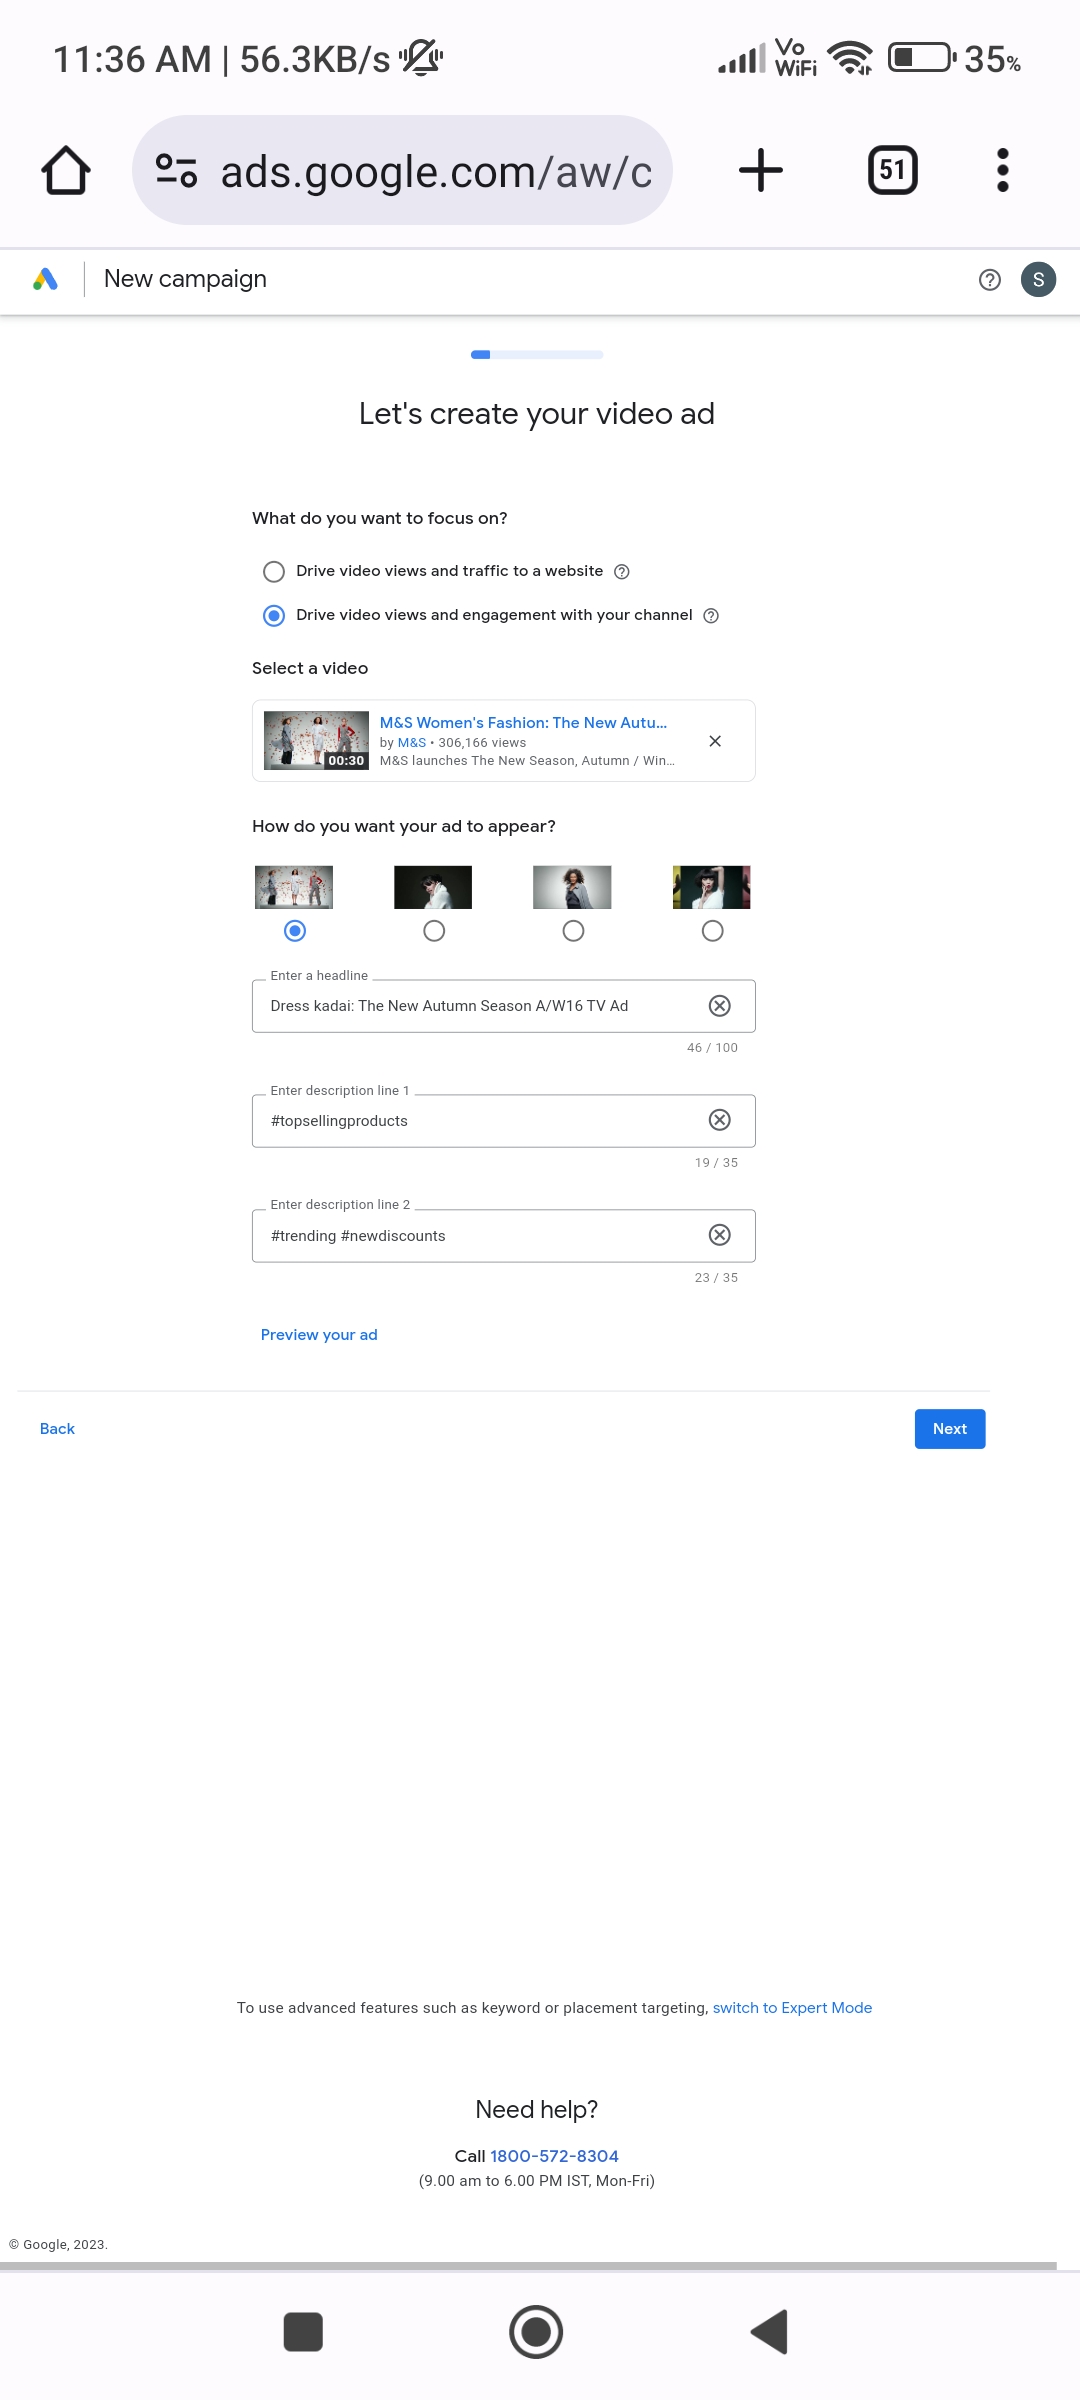 11:36 AM | 56.3KB/s
Vo
WiFi
35%
ads.google.com/aw/c
51
New campaign
S
Let's create your video ad
What do you want to focus on?
Drive video views and traffic to a website
Drive video views and engagement with your channel
Select a video
M&S Women's Fashion: The New Autu...
by M&S • 306,166 views
00:30
M&S launches The New Season, Autumn / Win...
How do you want your ad to appear?
Enter a headline
Dress kadai: The New Autumn Season A/W16 TV Ad
46 / 100
Enter description line 1
#topsellingproducts
19 / 35
Enter description line 2
#trending #newdiscounts
23 / 35
Preview your ad
Back
Next
To use advanced features such as keyword or placement targeting, switch to Expert Mode
Need help?
Call 1800-572-8304
(9.00 am to 6.00 PM IST, Mon-Fri)
© Google, 2023.